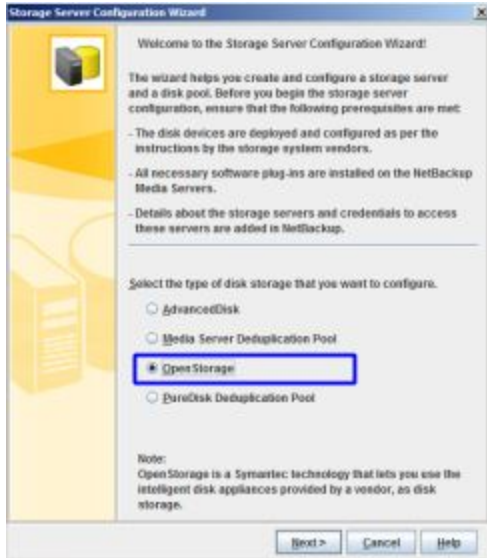 Storage Server Configuration Wizard
Welcome to the Storage Server Configuration Wizard!
The wizard helps you create and configure a storage server
and a disk pool. Before you begin the storage server
configuration, ensure that the following prerequisites are met:
- The disk devices are deployed and configured as per the
instructions by the storage system vendors.
- All necessary software plug-ins are installed on the NetBackup
Media Servers.
- Details about the storage servers and credentials to access
these servers are added in NetBackup.
Select the type of disk storage that you want to configure.
AdvancedDisk
Media Server Deduplication Pool
OpenStorage
PureDisk Deduplication Pool
Note:
OpenStorage is a Symantec technology that lets you use the
intelligent disk appliances provided by a vendor, as disk
storage.
Next > Cancel Help